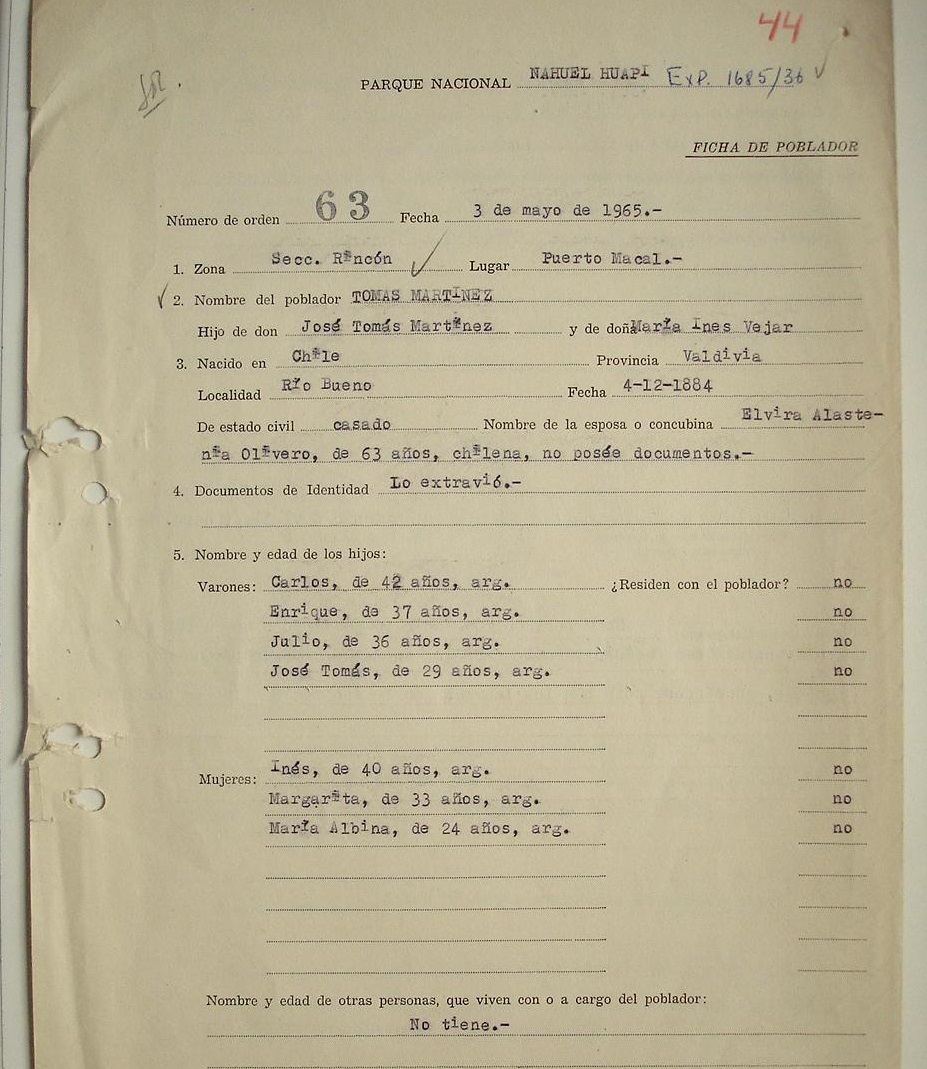 44
PARQUE NACIONAL NAHUEL HUAPI EXP. 1685/36
FICHA DE POBLADOR
Número de orden 63 Fecha 3 de mayo de 1965.-
1. Zona Secc. Rincón Lugar Puerto Macal.-
2. Nombre del poblador TOMAS MARTINEZ
Hijo de don José Tomás Martínez y de doña María Ines Vejar
3. Nacido en Chile Provincia Valdivia
Localidad Río Bueno Fecha 4-12-1884
De estado civil casado Nombre de la esposa o concubina Elvira Alaste-
nia Olivero, de 63 años, chilena, no posée documentos.-
4. Documentos de Identidad Lo extravió.-
5. Nombre y edad de los hijos:
Varones: Carlos, de 42 años, arg. ¿Residen con el poblador? no
Enrique, de 37 años, arg. no
Julio, de 36 años, arg. no
José Tomás, de 29 años, arg. no
Mujeres: Inés, de 40 años, arg. no
Margarita, de 33 años, arg. no
María Albina, de 24 años, arg. no
Nombre y edad de otras personas, que viven con o a cargo del poblador:
No tiene.-